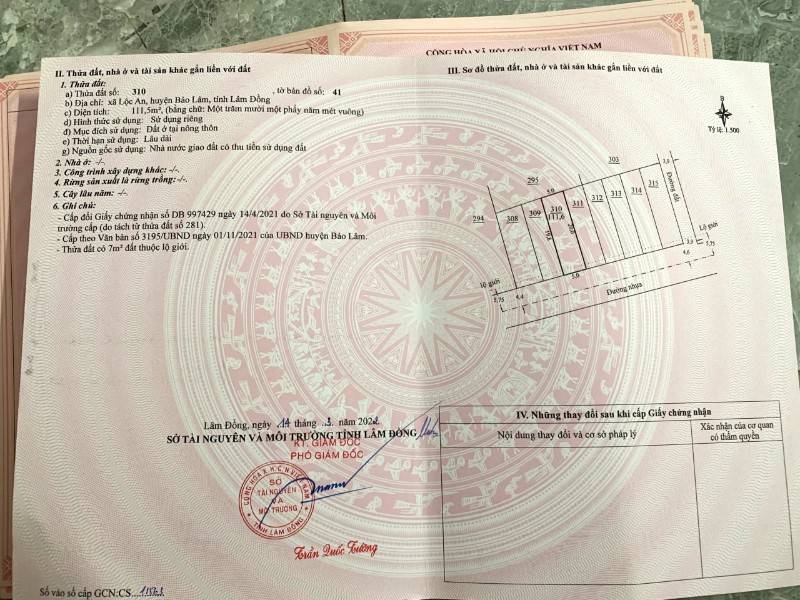 CỘNG HÒA XÃ HỘI CHỦ NGHĨA VIỆT NAM
II. Thửa đất, nhà ở và tài sản khác gắn liền với đất
1. Thửa đất:
a) Thửa đất số: 310 , tờ bản đồ số: 41
b) Địa chỉ: xã Lộc An, huyện Bảo Lâm, tỉnh Lâm Đồng
c) Diện tích: 111,5m², (bằng chữ: Một trăm mười một phẩy năm mét vuông)
d) Hình thức sử dụng: Sử dụng riêng
đ) Mục đích sử dụng: Đất ở tại nông thôn
e) Thời hạn sử dụng: Lâu dài
g) Nguồn gốc sử dụng: Nhà nước giao đất có thu tiền sử dụng đất
2. Nhà ở: -/-
3. Công trình xây dựng khác: -/-.
4. Rừng sản xuất là rừng trồng:-/-.
5. Cây lâu năm: -/-
6. Ghi chú:
- Cấp đổi Giấy chứng nhận số DB 997429 ngày 14/4/2021 do Sở Tài nguyên và Môi
trường cấp (do tách từ thửa đất số 281).
- Cấp theo Văn bản số 3195/UBND ngày 01/11/2021 của UBND huyện Bảo Lâm.
- Thửa đất có 7m² đất thuộc lộ giới.
Lâm Đồng, ngày 14 tháng 3 năm 2022
SỞ TÀI NGUYÊN VÀ MÔI TRƯỜNG TỈNH LÂM ĐỒNG
KT. GIÁM ĐỐC
PHÓ GIÁM ĐỐC
CỘNG HÒA X.H.C.N VIỆT NAM
SỞ
TÀI NGUYÊN
VÀ
MÔI TRƯỜNG
TỈNH LÂM ĐỒNG
Trần Quốc Tường
Số vào sổ cấp GCN:CS
III. Sơ đồ thửa đất, nhà ở và tài sản khác gắn liền với đất
B
Tỷ lệ: 1.500
303
295
294
308
309
310
111,6
311
312
313
314
315
3,9
5,0
20,0
5,0
Đường đất
Lộ giới
3,9
5,75
4,6
lộ giới
5,75
4,4
Đường nhựa
IV. Những thay đổi sau khi cấp Giấy chứng nhận
Nội dung thay đổi và cơ sở pháp lý
Xác nhận của cơ quan
có thẩm quyền